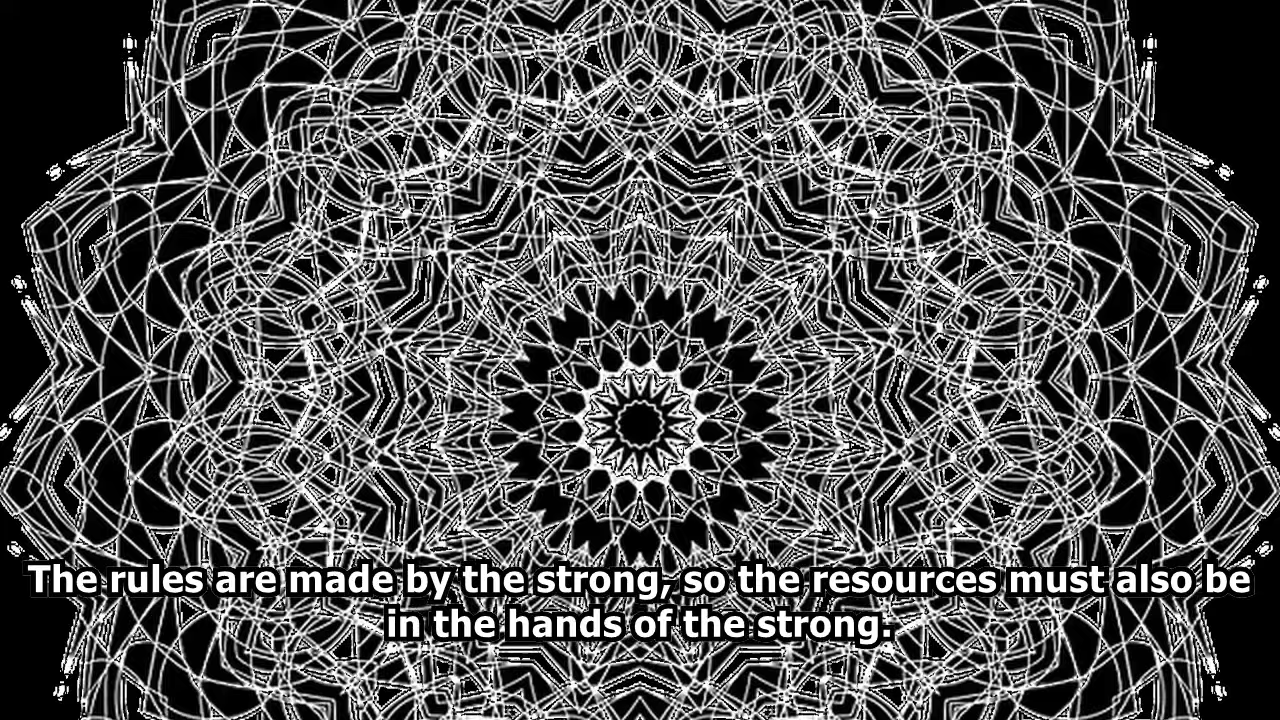 The rules are made by the strong, so the resources must also be
in the hands of the strong.